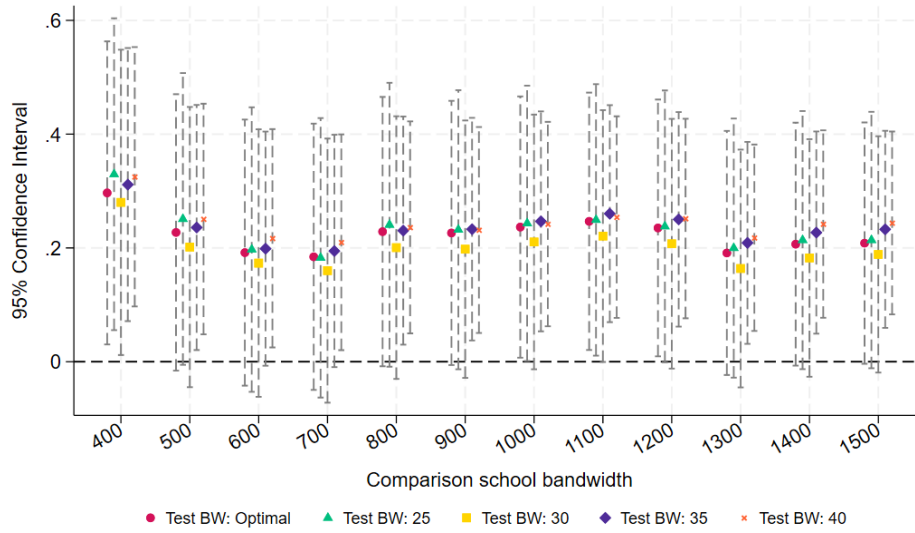 .6
.4
.2
0
95% Confidence Interval
400 500 600 700 800 900 1000 1100 1200 1300 1400 1500
Comparison school bandwidth
Test BW: Optimal Test BW: 25 Test BW: 30 Test BW: 35 Test BW: 40